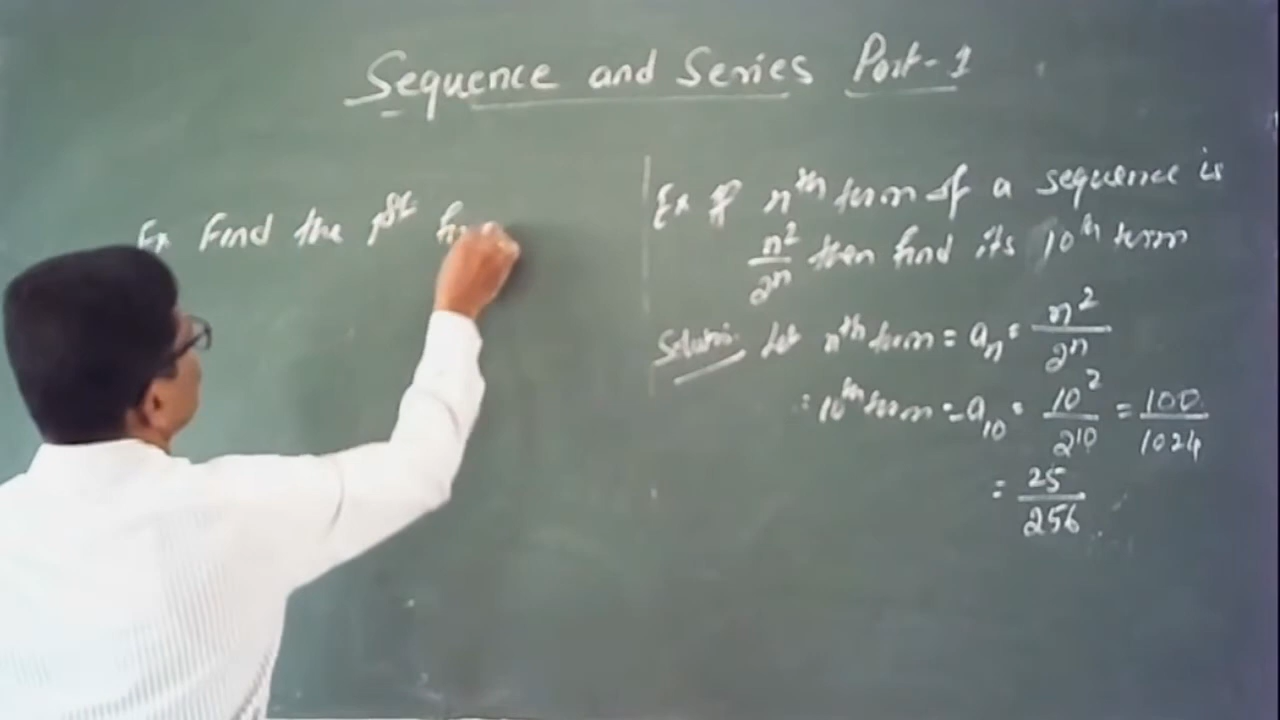 Sequence and Series Part-1
Ex Find the 1st
Ex If nth term of a sequence is
n²/2ⁿ then find its 10th term
Solution. Let nth term = aₙ = n²/2ⁿ
: 10th term = a₁₀ = 10²/2¹⁰ = 100/1024
= 25/256